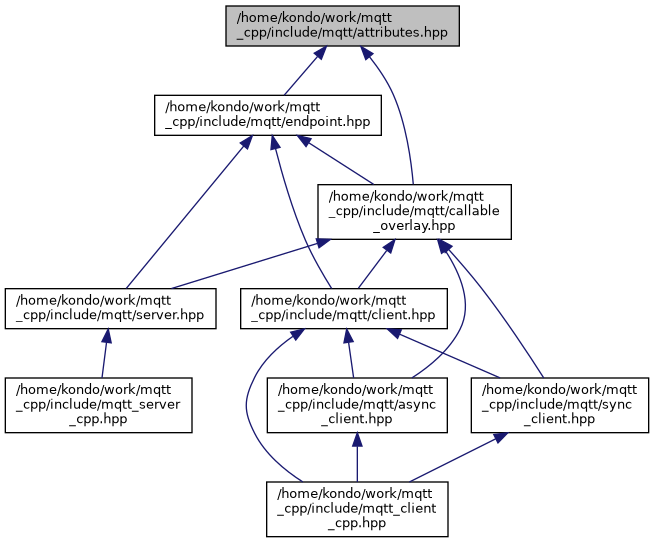 /home/kondo/work/mqtt
_cpp/include/mqtt/attributes.hpp
/home/kondo/work/mqtt
_cpp/include/mqtt/endpoint.hpp
/home/kondo/work/mqtt
_cpp/include/mqtt/callable
_overlay.hpp
/home/kondo/work/mqtt
_cpp/include/mqtt/server.hpp
/home/kondo/work/mqtt
_cpp/include/mqtt/client.hpp
/home/kondo/work/mqtt
_cpp/include/mqtt_server
_cpp.hpp
/home/kondo/work/mqtt
_cpp/include/mqtt/async
_client.hpp
/home/kondo/work/mqtt
_cpp/include/mqtt/sync
_client.hpp
/home/kondo/work/mqtt
_cpp/include/mqtt_client
_cpp.hpp